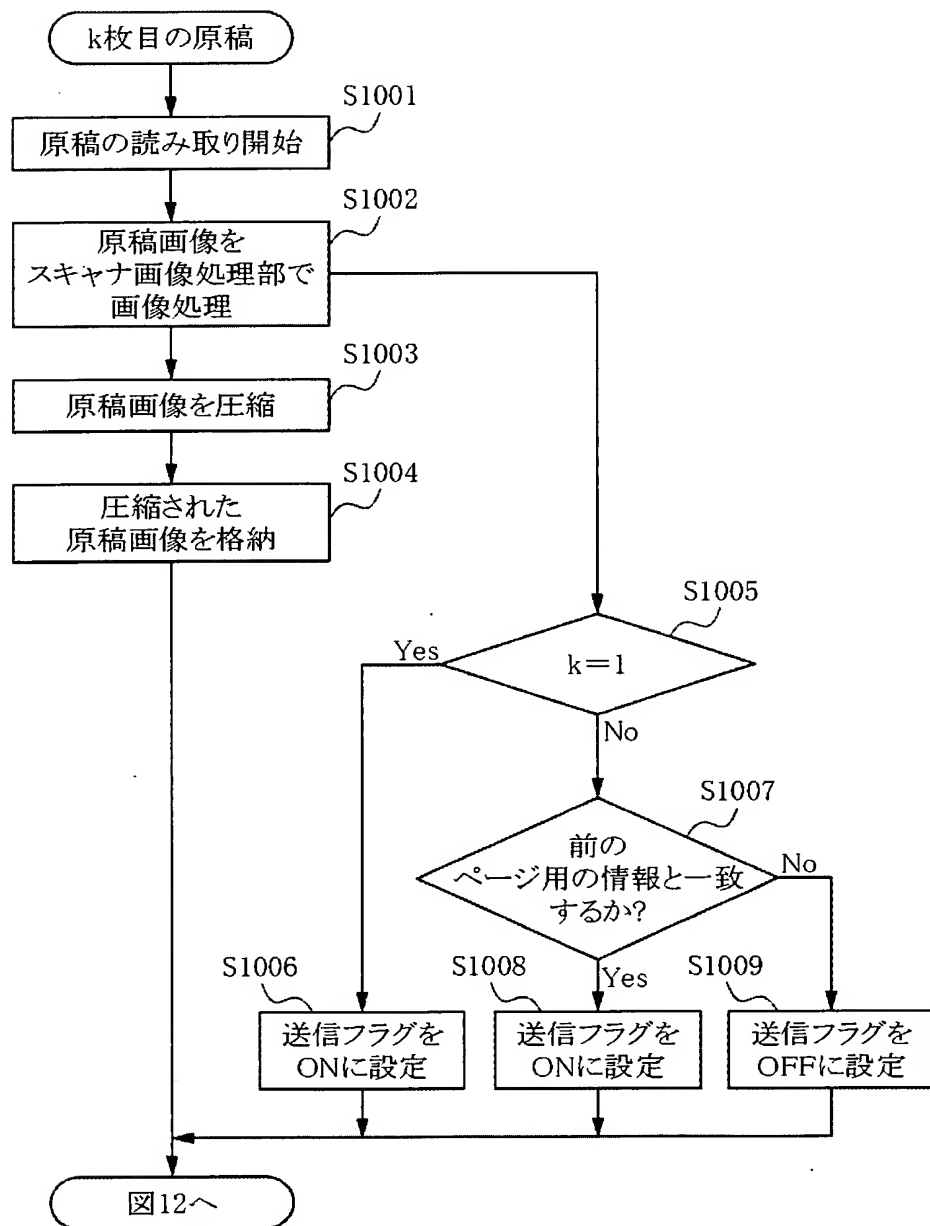 k枚目の原稿
S1001
原稿の読み取り開始
S1002
原稿画像を
スキャナ画像処理部で
画像処理
S1003
原稿画像を圧縮
S1004
圧縮された
原稿画像を格納
S1005
Yes
k=1
No
S1007
前の
ページ用の情報と一致
するか?
No
S1006
S1008
Yes
S1009
送信フラグを
ONに設定
送信フラグを
ONに設定
送信フラグを
OFFに設定
図12へ